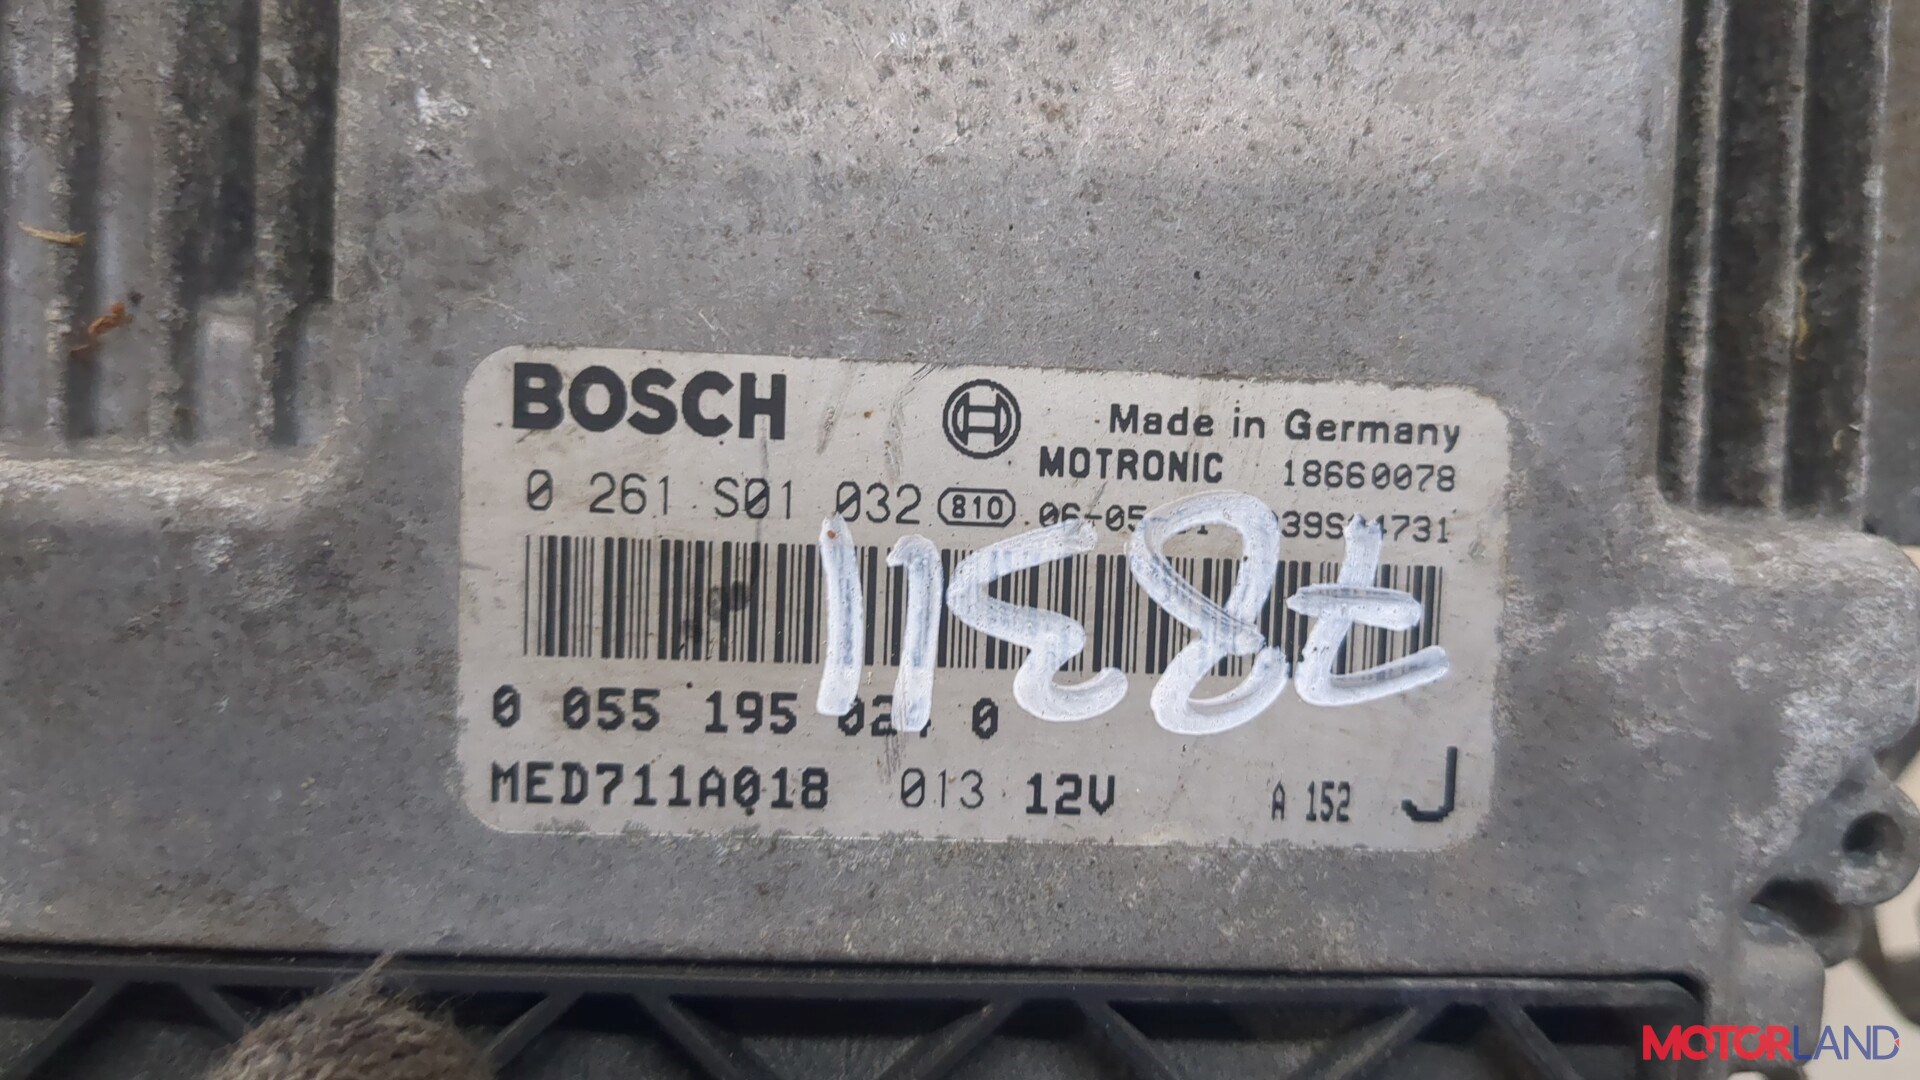 BOSCH
Made in Germany
MOTRONIC 18660078
0 261 S01 032 810
0 055 195 0
MED711A018 013 12V A 152 J
MOTORLAND